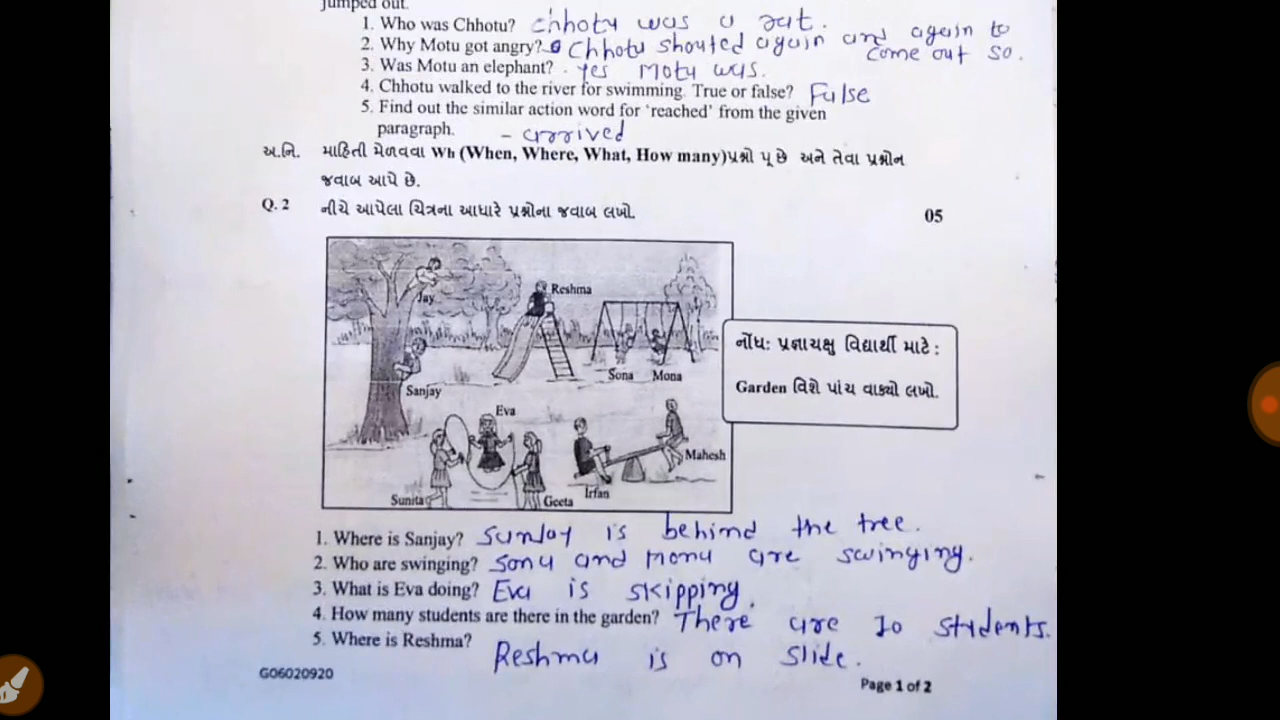 jumped out.
1. Who was Chhotu? Chhotu was a rat.
2. Why Motu got angry? Chhotu shouted again and again to come out so.
3. Was Motu an elephant? . Yes Motu was.
4. Chhotu walked to the river for swimming. True or false? False
5. Find out the similar action word for ‘reached’ from the given
paragraph. - arrived
અ.નિ. માહિતી મેળવવા Wh (When, Where, What, How many)પ્રશ્નો પૂછે અને તેવા પ્રશ્નોન
જવાબ આપે છે.
Q. 2 નીચે આપેલા ચિત્રના આધારે પ્રશ્નોના જવાબ લખો. 05
Jay
Reshma
Sona Mona
Sanjay
Eva
Mahesh
Irfan
Sunita Geeta
નોંધ: પ્રજ્ઞાચક્ષુ વિદ્યાર્થી માટે :
Garden વિશે પાંચ વાક્યો લખો.
1. Where is Sanjay? Sanjay is behind the tree.
2. Who are swinging? Sona and Mona are swinging.
3. What is Eva doing? Eva is skipping.
4. How many students are there in the garden? There are 10 students.
5. Where is Reshma? Reshma is on slide.
G06020920
Page 1 of 2